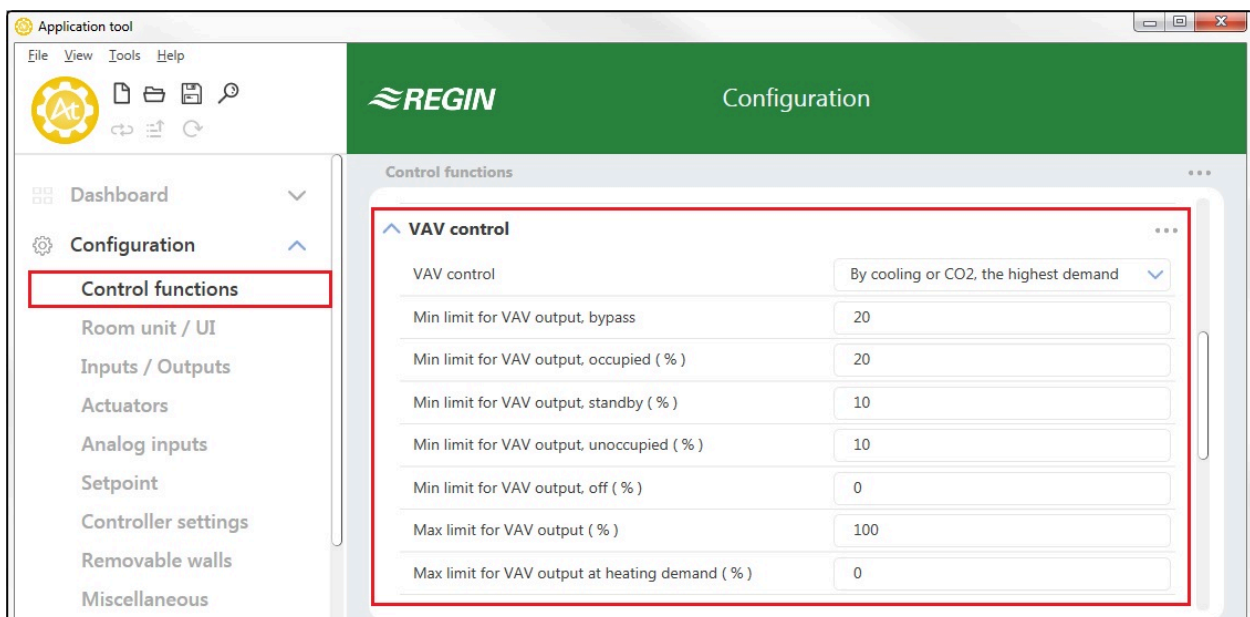 Application tool
File View Tools Help
At
REGIN
Configuration
Dashboard
Configuration
Control functions
Room unit / UI
Inputs / Outputs
Actuators
Analog inputs
Setpoint
Controller settings
Removable walls
Miscellaneous
Control functions
VAV control
VAV control By cooling or CO2, the highest demand
Min limit for VAV output, bypass 20
Min limit for VAV output, occupied ( % ) 20
Min limit for VAV output, standby ( % ) 10
Min limit for VAV output, unoccupied ( % ) 10
Min limit for VAV output, off ( % ) 0
Max limit for VAV output ( % ) 100
Max limit for VAV output at heating demand ( % ) 0